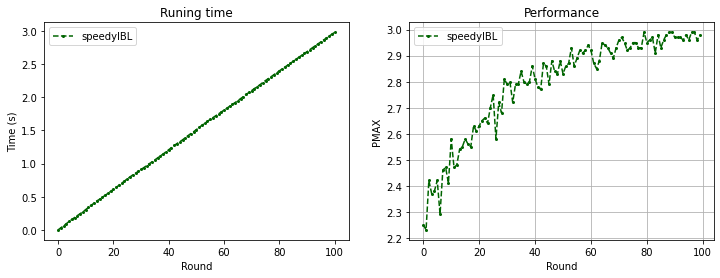 Runing time
speedyIBL
3.0
2.5
2.0
1.5
1.0
0.5
0.0
Time (s)
0 20 40 60 80 100
Round
Performance
speedyIBL
3.0
2.9
2.8
2.7
2.6
2.5
2.4
2.3
2.2
PMAX
0 20 40 60 80 100
Round